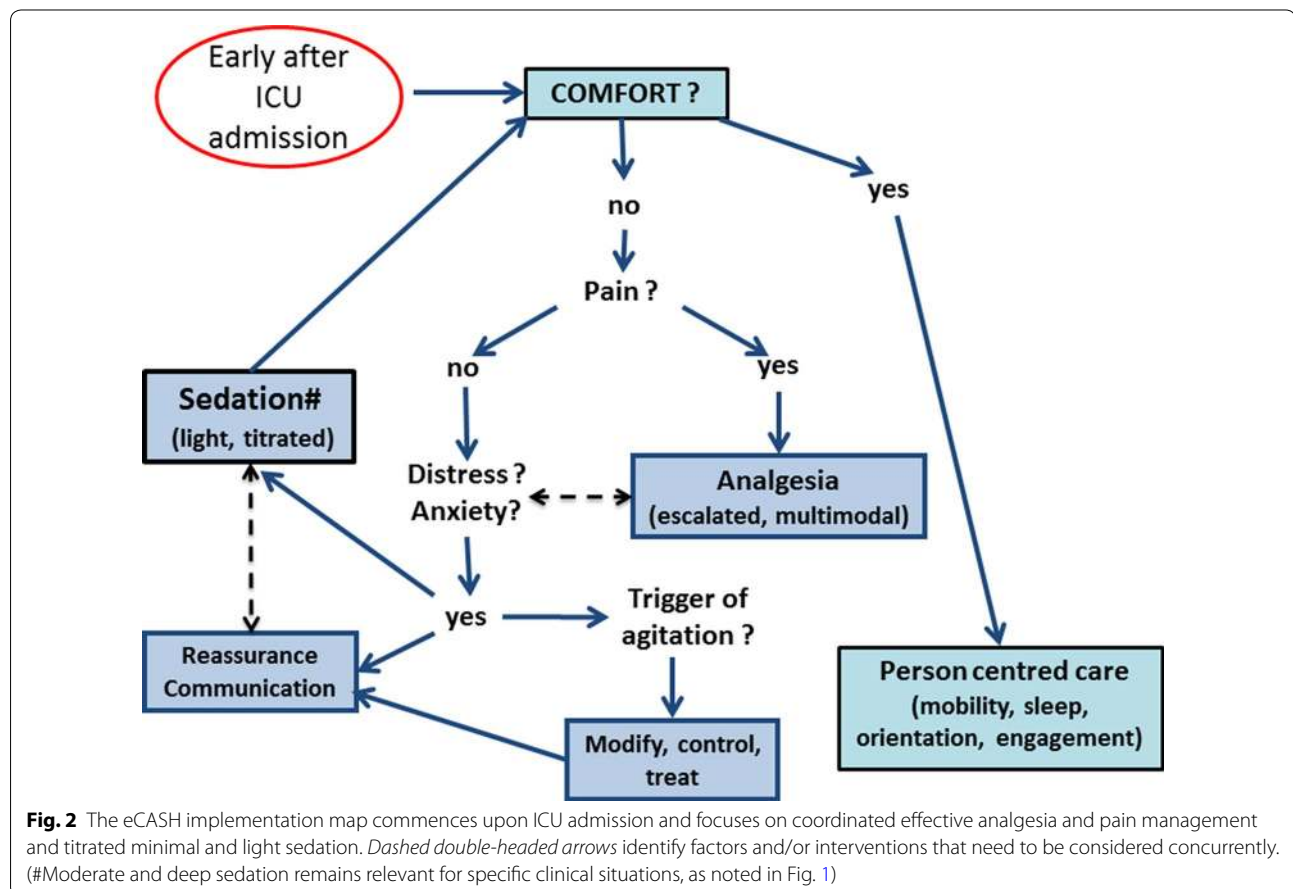 Early after
ICU
admission
COMFORT ?
no
yes
Pain ?
no
yes
Sedation#
(light, titrated)
Distress ?
Anxiety?
Analgesia
(escalated, multimodal)
yes
Trigger of
agitation ?
Reassurance
Communication
Person centred care
(mobility, sleep,
orientation, engagement)
Modify, control,
treat
Fig. 2 The eCASH implementation map commences upon ICU admission and focuses on coordinated effective analgesia and pain management
and titrated minimal and light sedation. Dashed double-headed arrows identify factors and/or interventions that need to be considered concurrently.
(#Moderate and deep sedation remains relevant for specific clinical situations, as noted in Fig. 1)